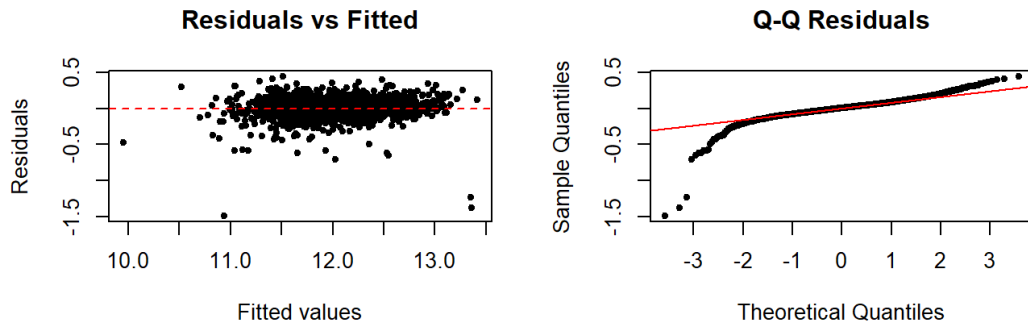 Residuals vs Fitted
Residuals
0.5
-0.5
-1.5
10.0 11.0 12.0 13.0
Fitted values
Q-Q Residuals
Sample Quantiles
0.5
-0.5
-1.5
-3 -2 -1 0 1 2 3
Theoretical Quantiles